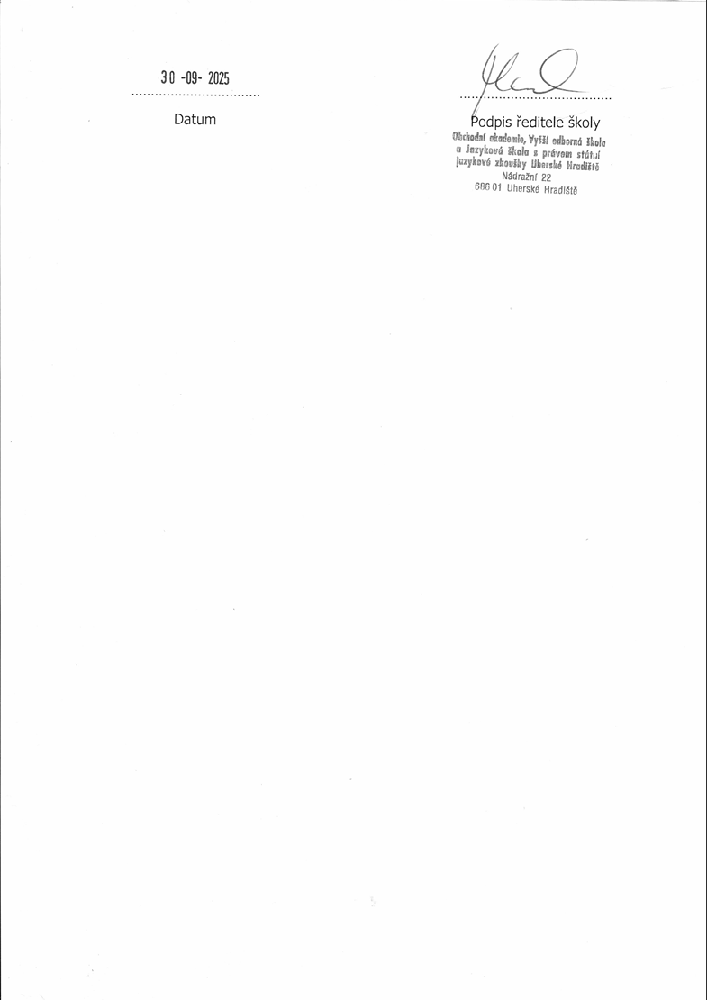 30 -09- 2025
Datum
Podpis ředitele školy
Obchodní akademie, Vyšší odborná škola
a Jazyková škola s právem státní
jazykové zkoušky Uherské Hradiště
Nádražní 22
686 01 Uherské Hradiště